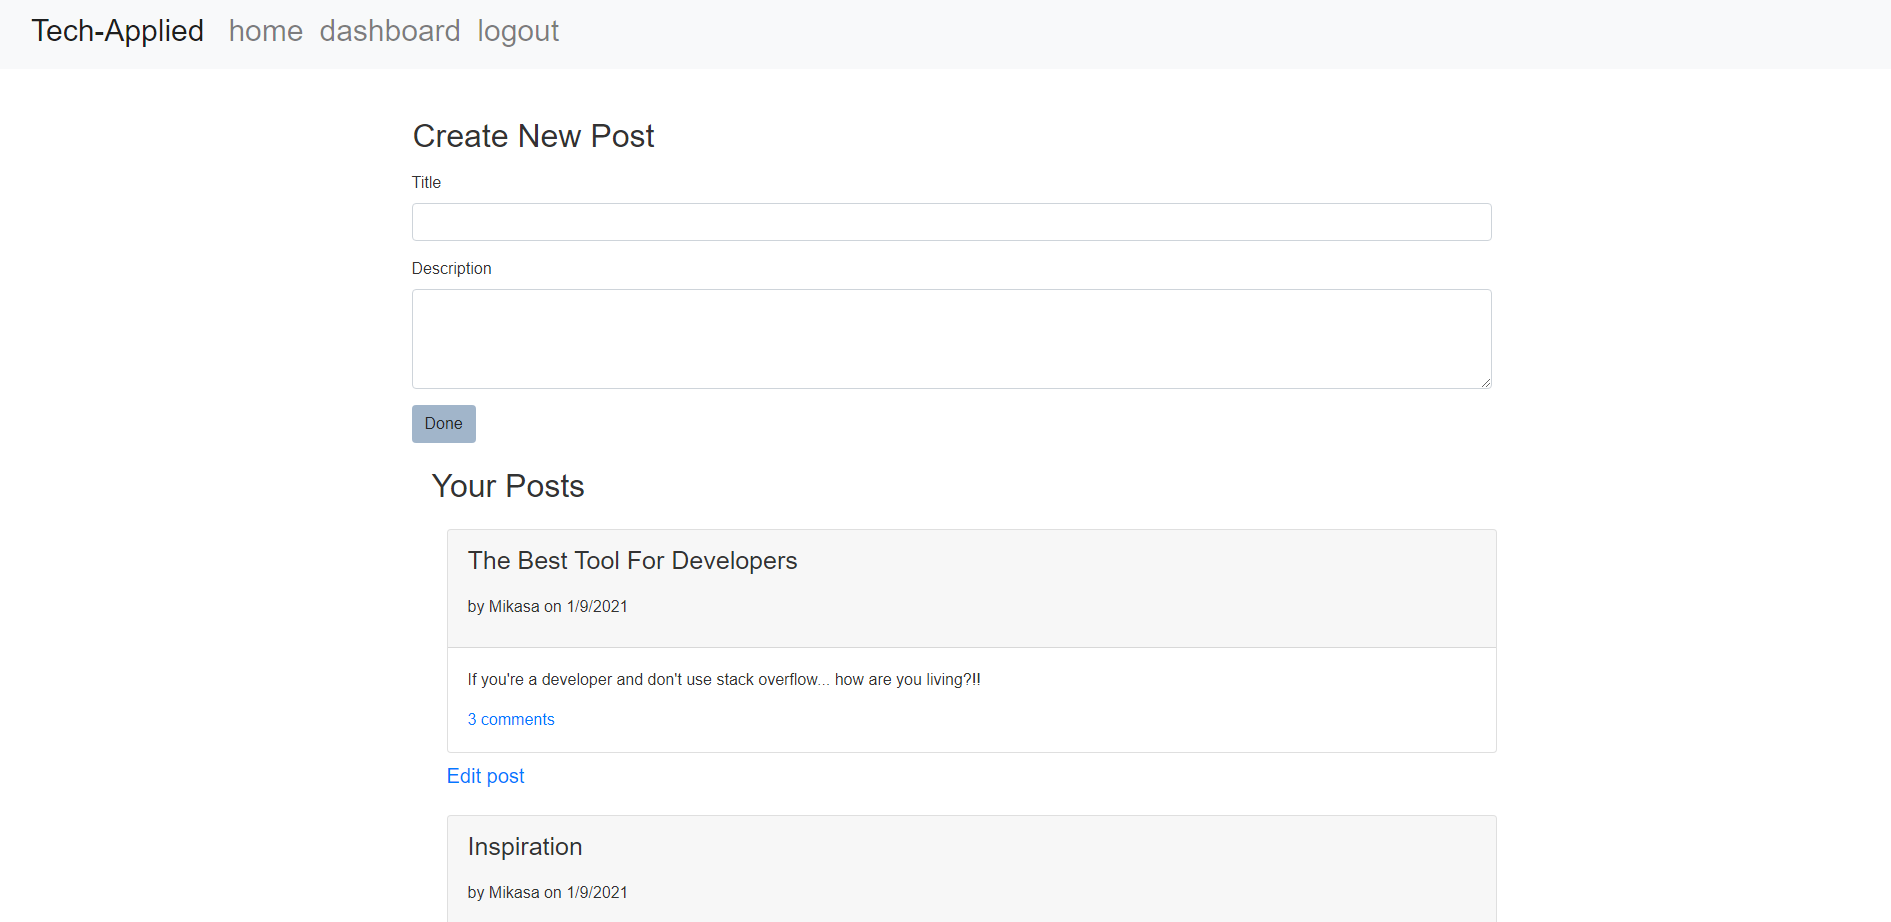 Tech-Applied home dashboard logout
Create New Post
Title
Description
Done
Your Posts
The Best Tool For Developers
by Mikasa on 1/9/2021
If you're a developer and don't use stack overflow... how are you living?!!
3 comments
Edit post
Inspiration
by Mikasa on 1/9/2021